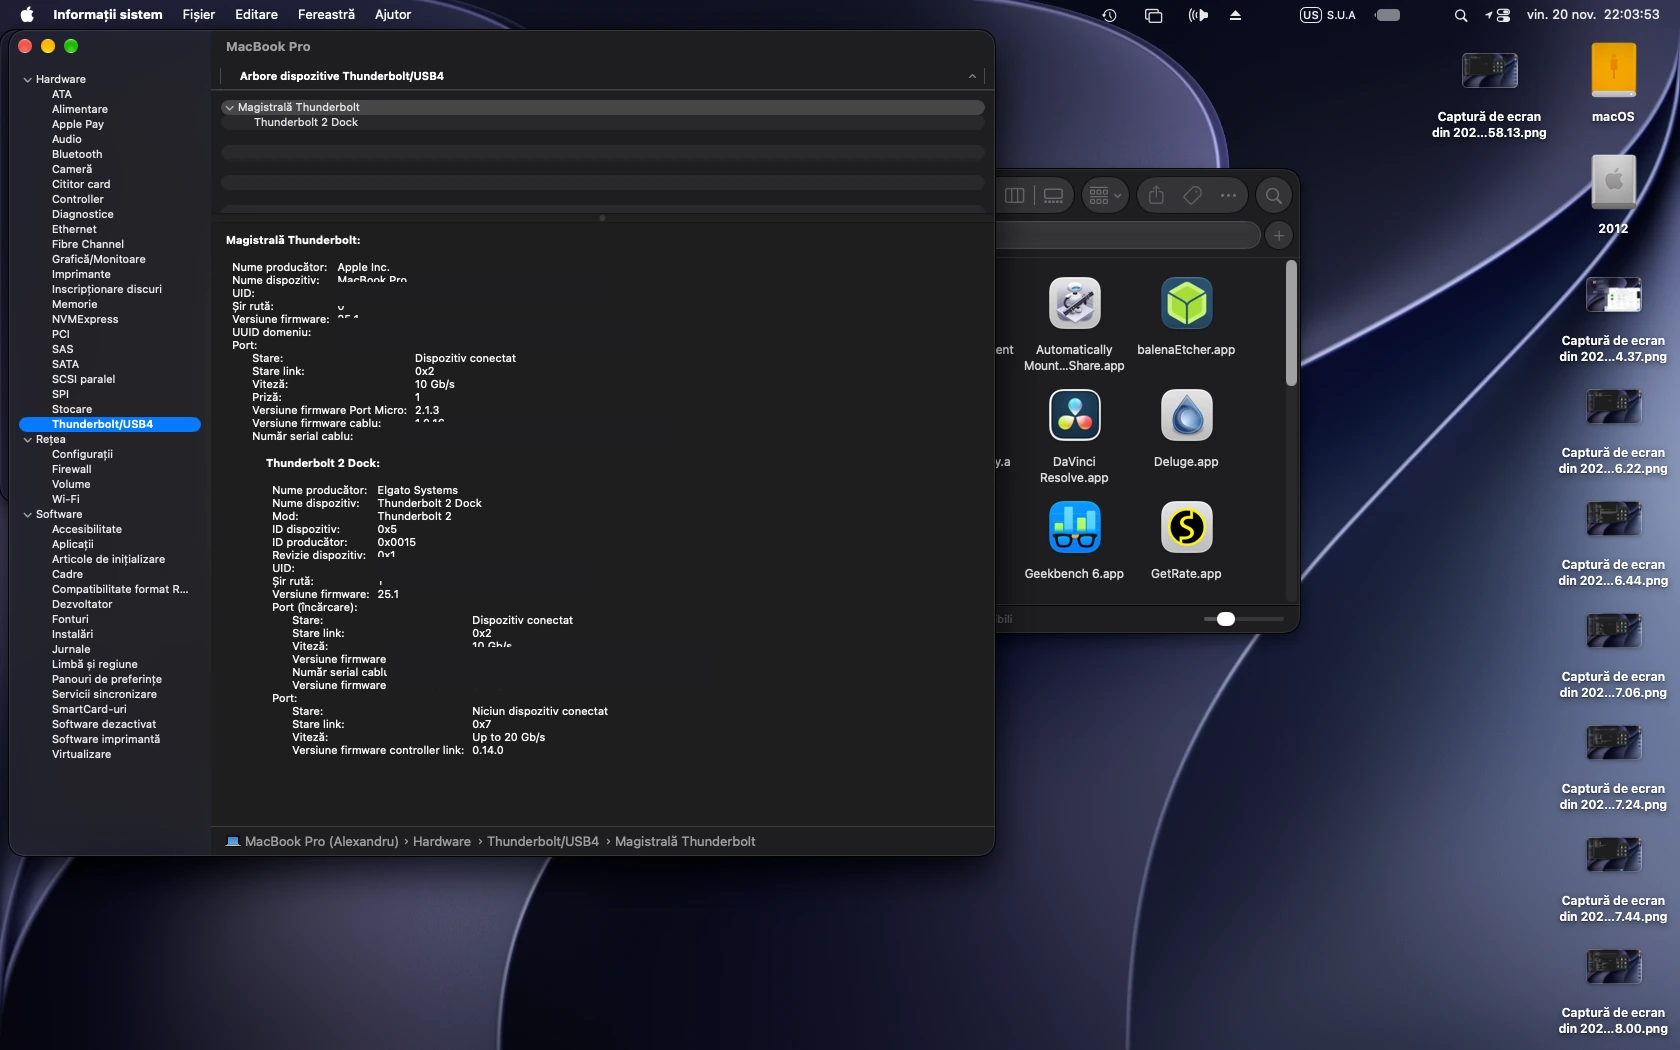 Informații sistem Fișier Editare Fereastră Ajutor
US S.U.A vin. 20 nov. 22:03:53
MacBook Pro
Hardware
ATA
Alimentare
Apple Pay
Audio
Bluetooth
Cameră
Cititor card
Controller
Diagnostice
Ethernet
Fibre Channel
Grafică/Monitoare
Imprimante
Inscripționare discuri
Memorie
NVMExpress
PCI
SAS
SATA
SCSI paralel
SPI
Stocare
Thunderbolt/USB4
Rețea
Configurații
Firewall
Volume
Wi-Fi
Software
Accesibilitate
Aplicații
Articole de inițializare
Cadre
Compatibilitate format R...
Dezvoltator
Fonturi
Instalări
Jurnale
Limbă și regiune
Panouri de preferințe
Servicii sincronizare
SmartCard-uri
Software dezactivat
Software imprimantă
Virtualizare
Arbore dispozitive Thunderbolt/USB4
Magistrală Thunderbolt
Thunderbolt 2 Dock
Magistrală Thunderbolt:
Nume producător: Apple Inc.
Nume dispozitiv: MacBook Pro
UID:
Șir rută:
Versiune firmware: 25.1
UUID domeniu:
Port:
Stare: Dispozitiv conectat
Stare link: 0x2
Viteză: 10 Gb/s
Priză: 1
Versiune firmware Port Micro: 2.1.3
Versiune firmware cablu:
Număr serial cablu:
Thunderbolt 2 Dock:
Nume producător: Elgato Systems
Nume dispozitiv: Thunderbolt 2 Dock
Mod: Thunderbolt 2
ID dispozitiv: 0x5
ID producător: 0x0015
Revizie dispozitiv: 0x1
UID:
Șir rută:
Versiune firmware: 25.1
Port (încărcare):
Stare: Dispozitiv conectat
Stare link: 0x2
Viteză: 10 Gb/s
Versiune firmware
Număr serial cablu
Versiune firmware
Port:
Stare: Niciun dispozitiv conectat
Stare link: 0x7
Viteză: Up to 20 Gb/s
Versiune firmware controller link: 0.14.0
MacBook Pro (Alexandru) › Hardware › Thunderbolt/USB4 › Magistrală Thunderbolt
ent
Automatically
Mount...Share.app
balenaEtcher.app
y.a
DaVinci
Resolve.app
Deluge.app
Geekbench 6.app
GetRate.app
ibili
Captură de ecran
din 202...58.13.png
macOS
2012
Captură de ecran
din 202...4.37.png
Captură de ecran
din 202...6.22.png
Captură de ecran
din 202...6.44.png
Captură de ecran
din 202...7.06.png
Captură de ecran
din 202...7.24.png
Captură de ecran
din 202...7.44.png
Captură de ecran
din 202...8.00.png